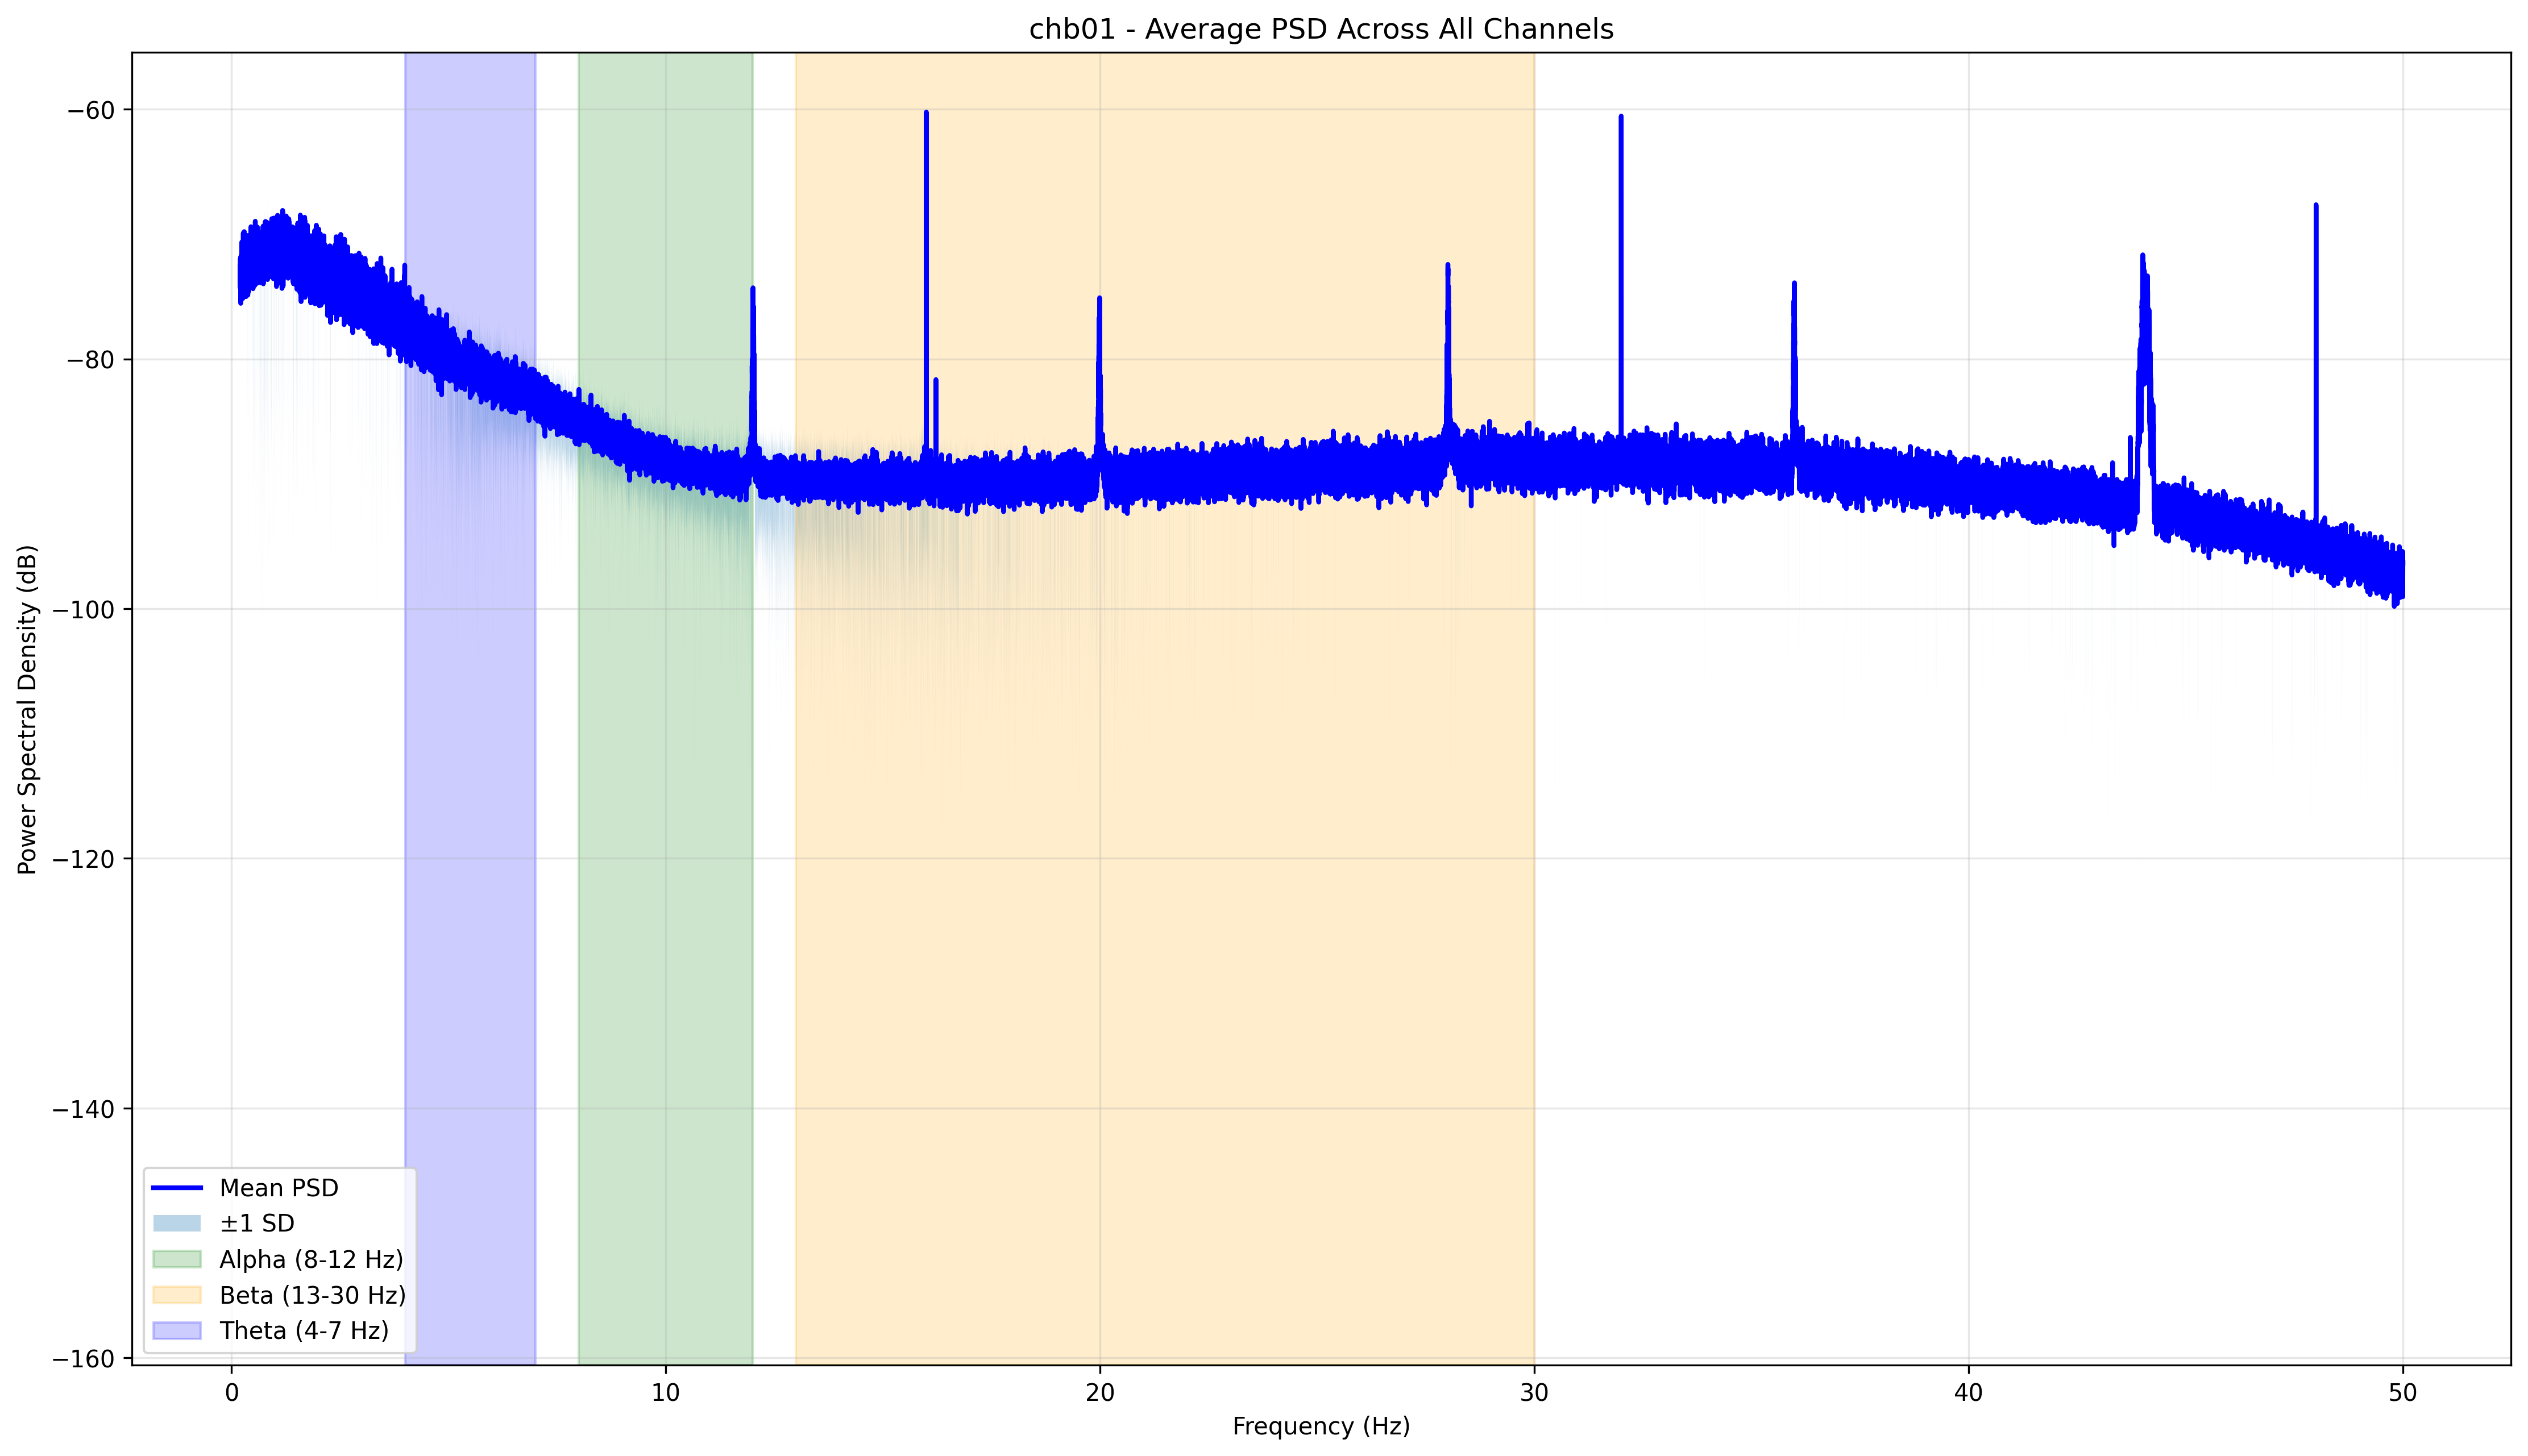 chb01 - Average PSD Across All Channels
Power Spectral Density (dB)
−60
−80
−100
−120
−140
−160
Mean PSD
±1 SD
Alpha (8-12 Hz)
Beta (13-30 Hz)
Theta (4-7 Hz)
0 10 20 30 40 50
Frequency (Hz)